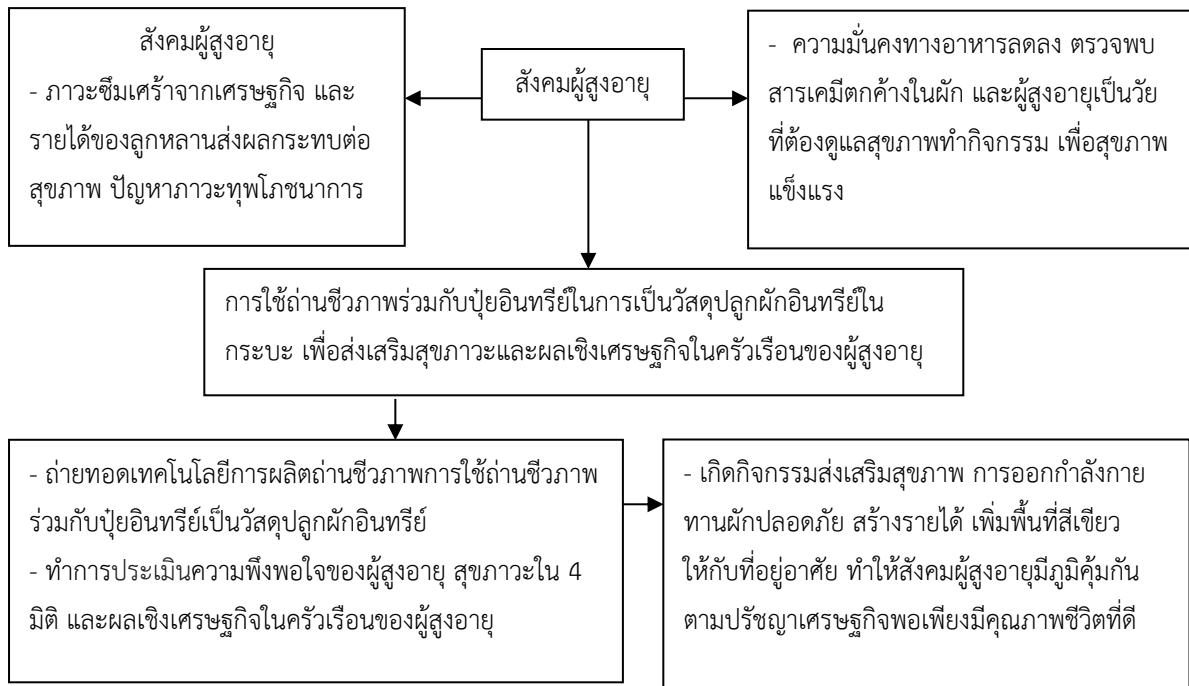 สังคมผู้สูงอายุ
- ภาวะซึมเศร้าจากเศรษฐกิจ และ
รายได้ของลูกหลานส่งผลกระทบต่อ
สุขภาพ ปัญหาภาวะทุพโภชนาการ
สังคมผู้สูงอายุ
- ความมั่นคงทางอาหารลดลง ตรวจพบ
สารเคมีตกค้างในผัก และผู้สูงอายุเป็นวัย
ที่ต้องดูแลสุขภาพทำกิจกรรม เพื่อสุขภาพ
แข็งแรง
การใช้ถ่านชีวภาพร่วมกับปุ๋ยอินทรีย์ในการเป็นวัสดุปลูกผักอินทรีย์ใน
กระบะ เพื่อส่งเสริมสุขภาวะและผลเชิงเศรษฐกิจในครัวเรือนของผู้สูงอายุ
- ถ่ายทอดเทคโนโลยีการผลิตถ่านชีวภาพการใช้ถ่านชีวภาพ
ร่วมกับปุ๋ยอินทรีย์เป็นวัสดุปลูกผักอินทรีย์
- ทำการประเมินความพึงพอใจของผู้สูงอายุ สุขภาวะใน 4
มิติ และผลเชิงเศรษฐกิจในครัวเรือนของผู้สูงอายุ
- เกิดกิจกรรมส่งเสริมสุขภาพ การออกกำลังกาย
ทานผักปลอดภัย สร้างรายได้ เพิ่มพื้นที่สีเขียว
ให้กับที่อยู่อาศัย ทำให้สังคมผู้สูงอายุมีภูมิคุ้มกัน
ตามปรัชญาเศรษฐกิจพอเพียงมีคุณภาพชีวิตที่ดี